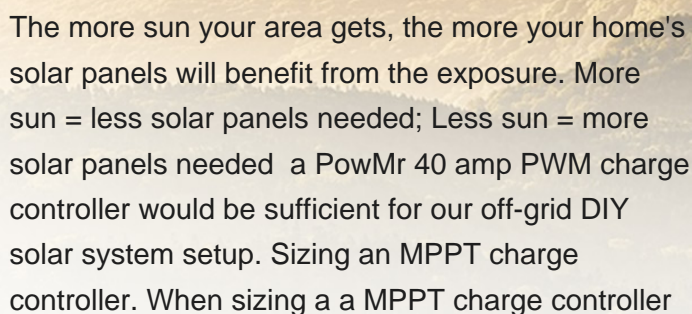 The more sun your area gets, the more your home's
solar panels will benefit from the exposure. More
sun = less solar panels needed; Less sun = more
solar panels needed  a PowMr 40 amp PWM charge
controller would be sufficient for our off-grid DIY
solar system setup. Sizing an MPPT charge
controller. When sizing a a MPPT charge controller